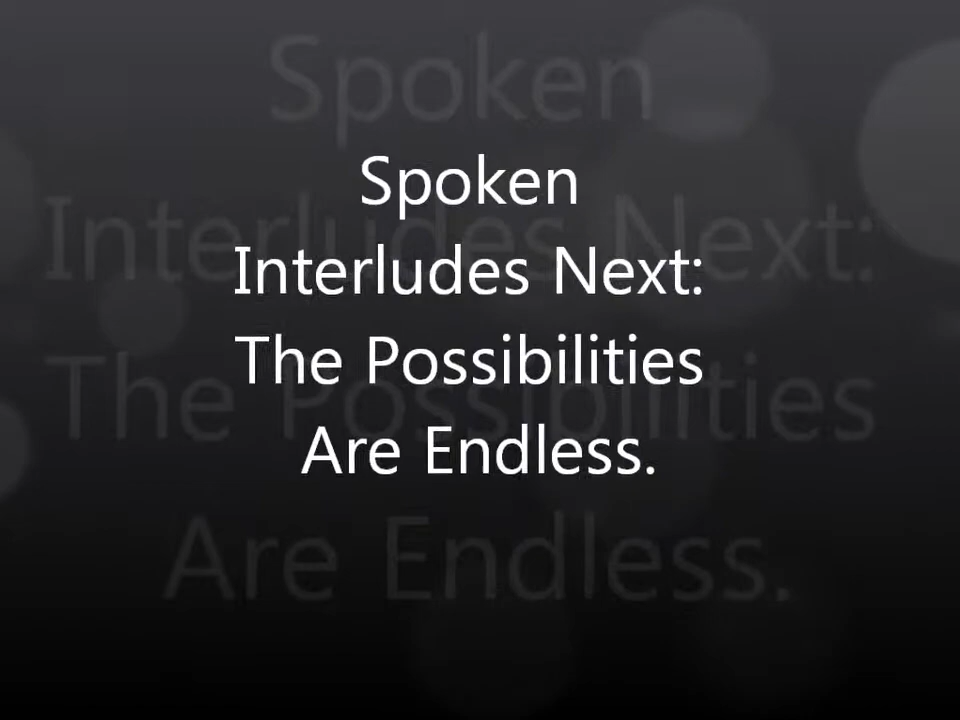 Spoken
Interludes Next:
The Possibilities
Are Endless.